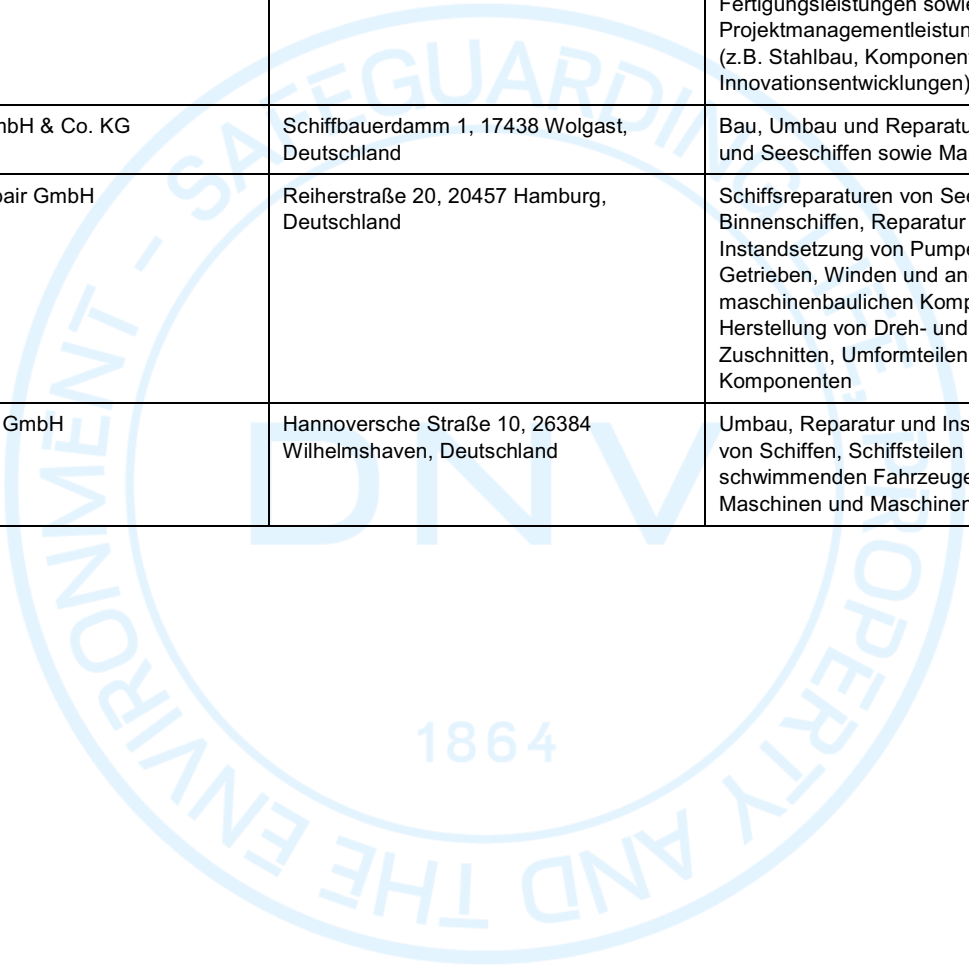 Fertigungsleistungen sowie
Projektmanagementleistun
(z.B. Stahlbau, Komponent
Innovationsentwicklungen)
mbH & Co. KG
Schiffbauerdamm 1, 17438 Wolgast,
Deutschland
Bau, Umbau und Reparatu
und Seeschiffen sowie Ma
pair GmbH
Reiherstraße 20, 20457 Hamburg,
Deutschland
Schiffsreparaturen von See
Binnenschiffen, Reparatur
Instandsetzung von Pumpe
Getrieben, Winden und an
maschinenbaulichen Komp
Herstellung von Dreh- und
Zuschnitten, Umformteilen
Komponenten
GmbH
Hannoversche Straße 10, 26384
Wilhelmshaven, Deutschland
Umbau, Reparatur und Ins
von Schiffen, Schiffsteilen
schwimmenden Fahrzeuge
Maschinen und Maschinen
SAFEGUARDING LIFE, PROPERTY AND THE ENVIRONMENT -
DNV
1864